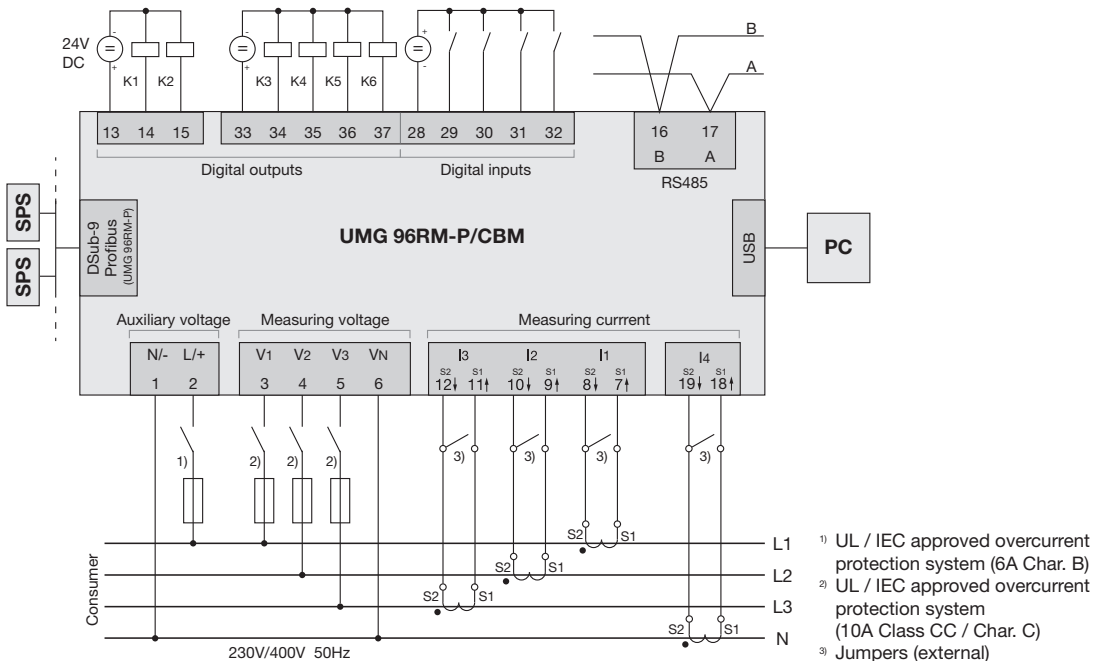 24V
DC
- + K1 K2
- + K3 K4 K5 K6
+ -
B
A
13 14 15 33 34 35 36 37 28 29 30 31 32 16 17
B A
Digital outputs Digital inputs RS485
SPS
SPS
DSub-9
Profibus
(UMG 96RM-P)
UMG 96RM-P/CBM
USB
PC
Auxiliary voltage Measuring voltage Measuring currrent
N/- L/+ V1 V2 V3 VN I3 I2 I1 I4
S2 S1 S2 S1 S2 S1 S2 S1
1 2 3 4 5 6 12 11 10 9 8 7 19 18
1) 2) 2) 2) 3) 3) 3) 3)
Consumer
S2 S1 L1
S2 S1 L2
S2 S1 L3
S2 S1 N
230V/400V 50Hz
1) UL / IEC approved overcurrent
protection system (6A Char. B)
2) UL / IEC approved overcurrent
protection system
(10A Class CC / Char. C)
3) Jumpers (external)